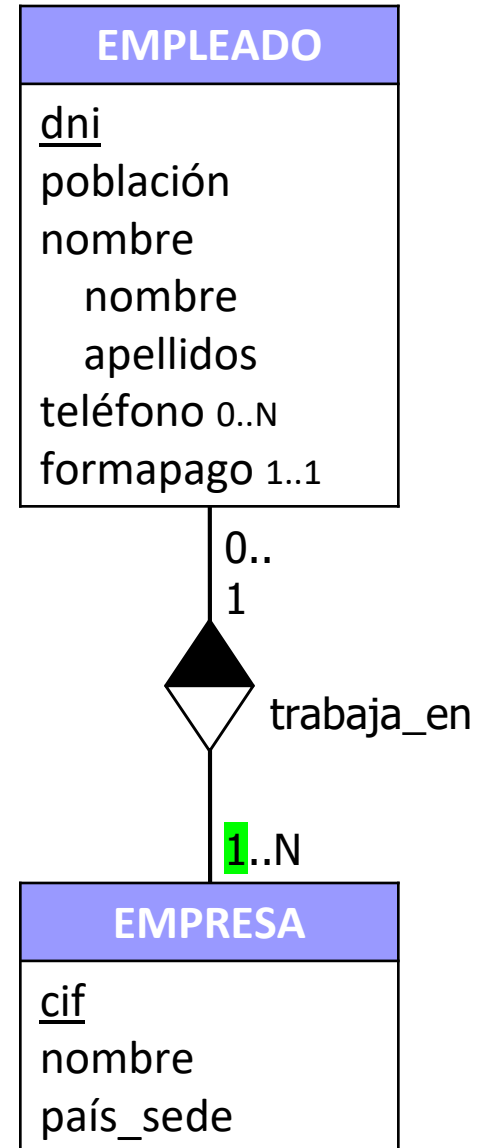 EMPLEADO
dni
población
nombre
nombre
apellidos
teléfono 0..N
formapago 1..1
0..
1
trabaja_en
1..N
EMPRESA
cif
nombre
país_sede